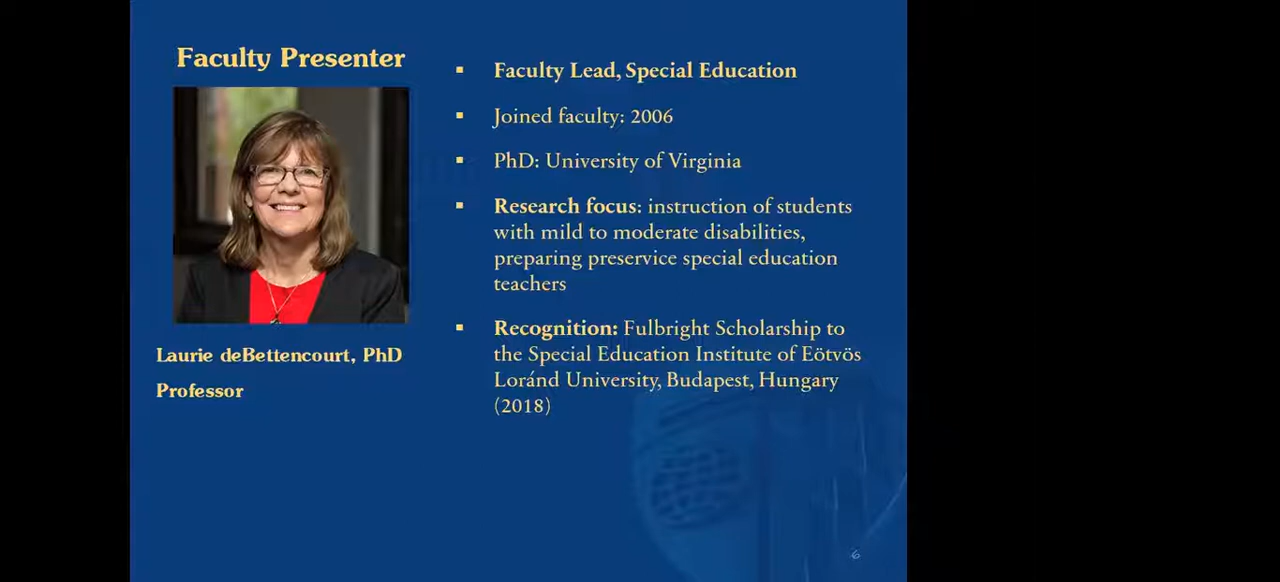 Faculty Presenter
Laurie deBettencourt, PhD
Professor
▪ Faculty Lead, Special Education
▪ Joined faculty: 2006
▪ PhD: University of Virginia
▪ Research focus: instruction of students
with mild to moderate disabilities,
preparing preservice special education
teachers
▪ Recognition: Fulbright Scholarship to
the Special Education Institute of Eötvös
Loránd University, Budapest, Hungary
(2018)
6